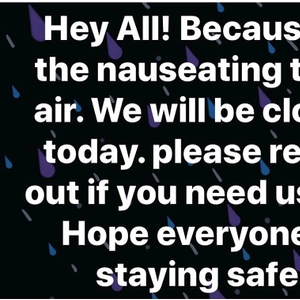 Hey All! Becaus
the nauseating t
air. We will be clo
today. please re
out if you need us
Hope everyone
staying safe